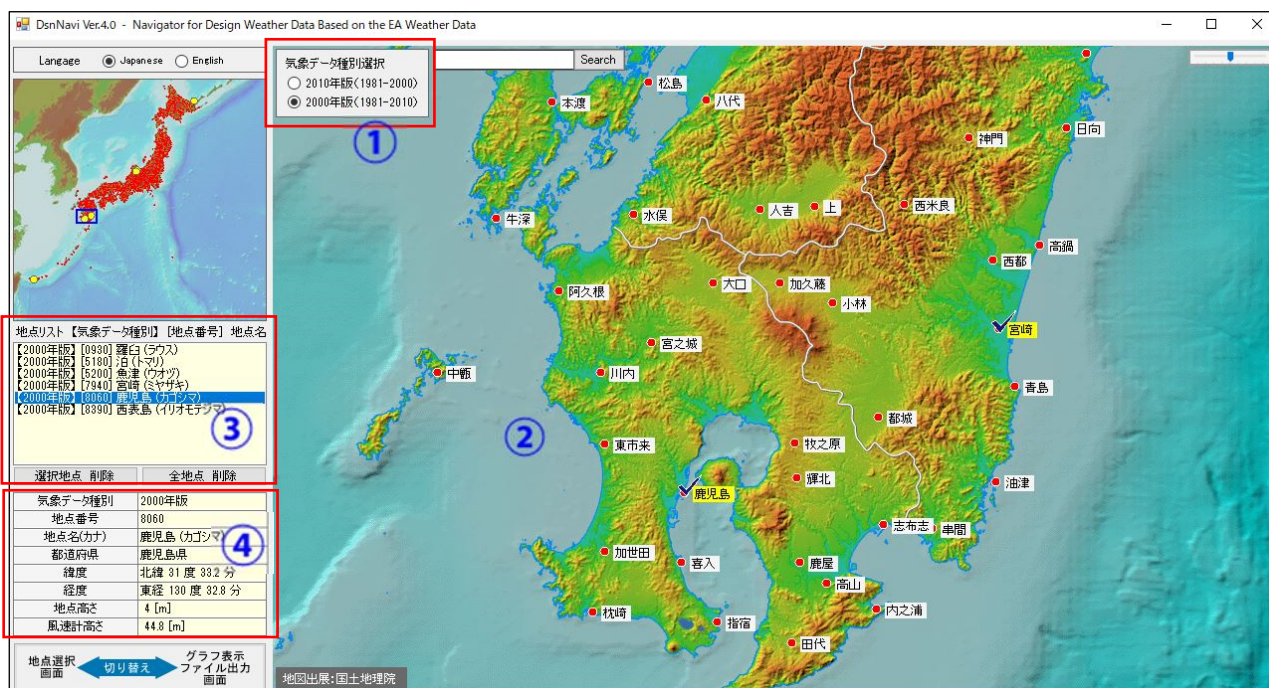 DsnNavi Ver.4.0 - Navigator for Design Weather Data Based on the EA Weather Data
Langage Japanese English
気象データ種別選択
2010年版(1981-2000)
2000年版(1981-2010)
Search
①
松島
本渡
八代
日向
神門
牛深
水俣
人吉
上
西米良
高鍋
西都
阿久根
大口
加久藤
小林
宮崎
宮之城
中甑
川内
青島
②
都城
東市来
牧之原
輝北
油津
鹿児島
志布志
串間
加世田
喜入
鹿屋
高山
枕崎
指宿
内之浦
田代
地図出展:国土地理院
地点リスト 【気象データ種別】 [地点番号] 地点名
【2000年版】[0930] 羅臼 (ラウス)
【2000年版】[5180] 泊 (トマリ)
【2000年版】[5200] 魚津 (ウオヅ)
【2000年版】[7940] 宮崎 (ミヤザキ)
【2000年版】[8060] 鹿児島 (カゴシマ)
【2000年版】[8390] 西表島 (イリオモテジマ)
③
選択地点 削除 全地点 削除
気象データ種別 2000年版
地点番号 8060
地点名(カナ) 鹿児島 (カゴシマ)
④
都道府県 鹿児島県
緯度 北緯 31 度 33.2 分
経度 東経 130 度 32.8 分
地点高さ 4 [m]
風速計高さ 44.8 [m]
地点選択
画面
切り替え
グラフ表示
ファイル出力
画面